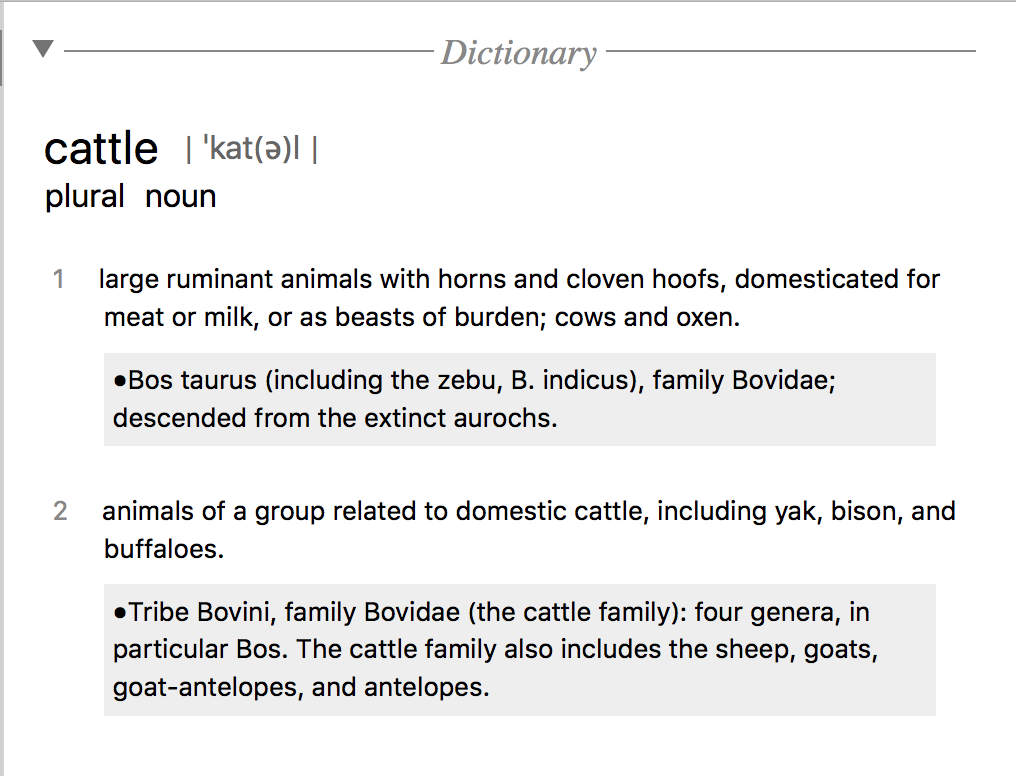 Dictionary
cattle | ˈkat(ə)l |
plural noun
1 large ruminant animals with horns and cloven hoofs, domesticated for
meat or milk, or as beasts of burden; cows and oxen.
●Bos taurus (including the zebu, B. indicus), family Bovidae;
descended from the extinct aurochs.
2 animals of a group related to domestic cattle, including yak, bison, and
buffaloes.
●Tribe Bovini, family Bovidae (the cattle family): four genera, in
particular Bos. The cattle family also includes the sheep, goats,
goat-antelopes, and antelopes.